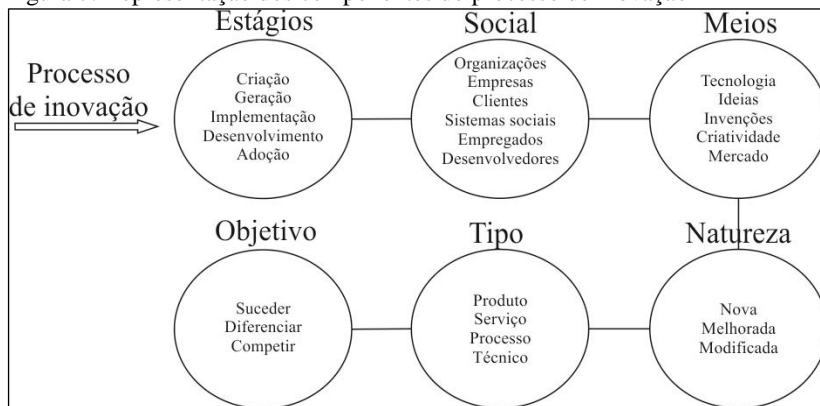 Estágios
Social
Meios
Processo
de inovação
Criação
Geração
Implementação
Desenvolvimento
Adoção
Organizações
Empresas
Clientes
Sistemas sociais
Empregados
Desenvolvedores
Tecnologia
Ideias
Invenções
Criatividade
Mercado
Objetivo
Tipo
Natureza
Suceder
Diferenciar
Competir
Produto
Serviço
Processo
Técnico
Nova
Melhorada
Modificada